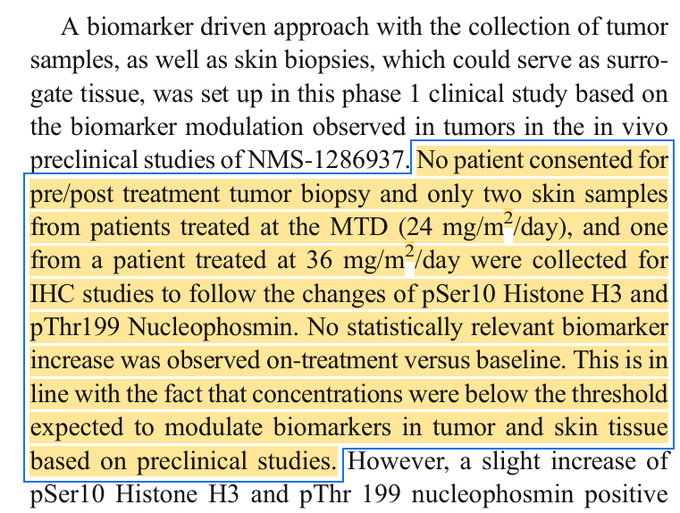 A biomarker driven approach with the collection of tumor
samples, as well as skin biopsies, which could serve as surro-
gate tissue, was set up in this phase 1 clinical study based on
the biomarker modulation observed in tumors in the in vivo
preclinical studies of NMS-1286937. No patient consented for
pre/post treatment tumor biopsy and only two skin samples
from patients treated at the MTD (24 mg/m²/day), and one
from a patient treated at 36 mg/m²/day were collected for
IHC studies to follow the changes of pSer10 Histone H3 and
pThr199 Nucleophosmin. No statistically relevant biomarker
increase was observed on-treatment versus baseline. This is in
line with the fact that concentrations were below the threshold
expected to modulate biomarkers in tumor and skin tissue
based on preclinical studies. However, a slight increase of
pSer10 Histone H3 and pThr 199 nucleophosmin positive